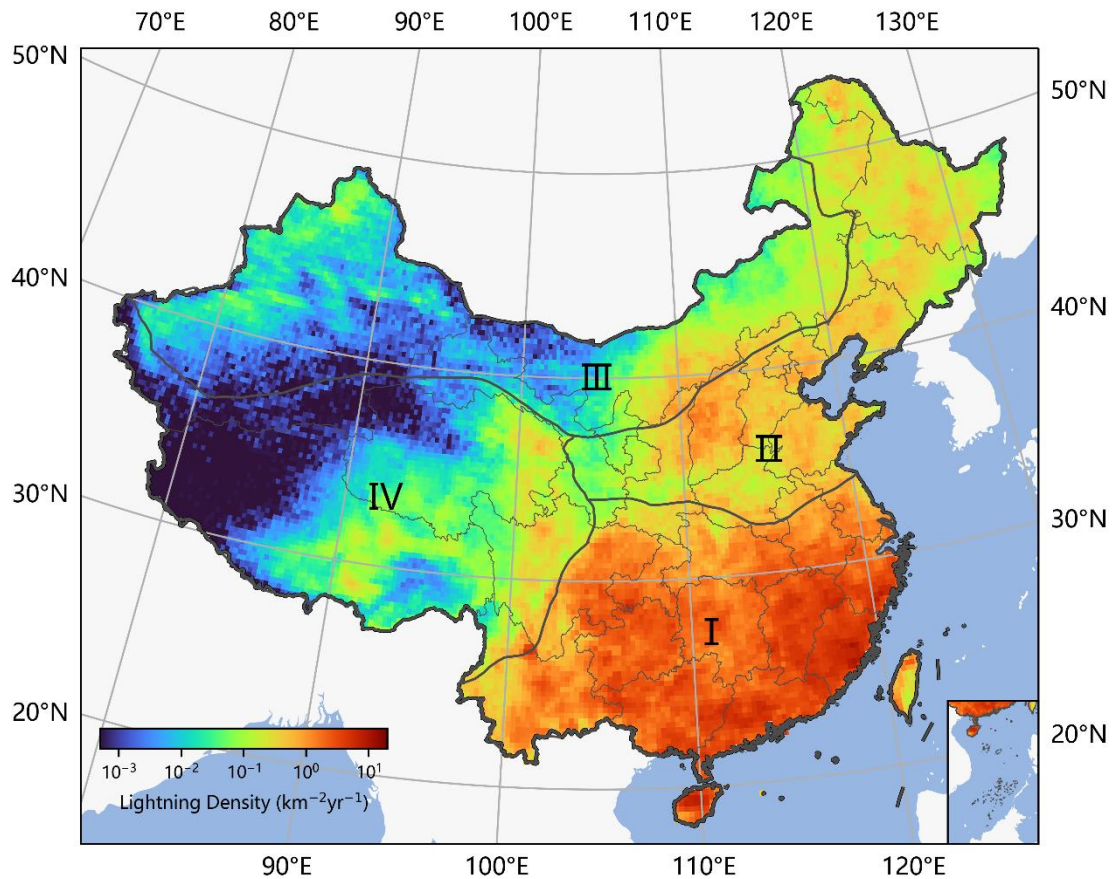 70°E 80°E 90°E 100°E 110°E 120°E 130°E
50°N
50°N
40°N
40°N
III
II
30°N
IV
30°N
I
20°N
20°N
10⁻³ 10⁻² 10⁻¹ 10⁰ 10¹
Lightning Density (km⁻²yr⁻¹)
90°E 100°E 110°E 120°E